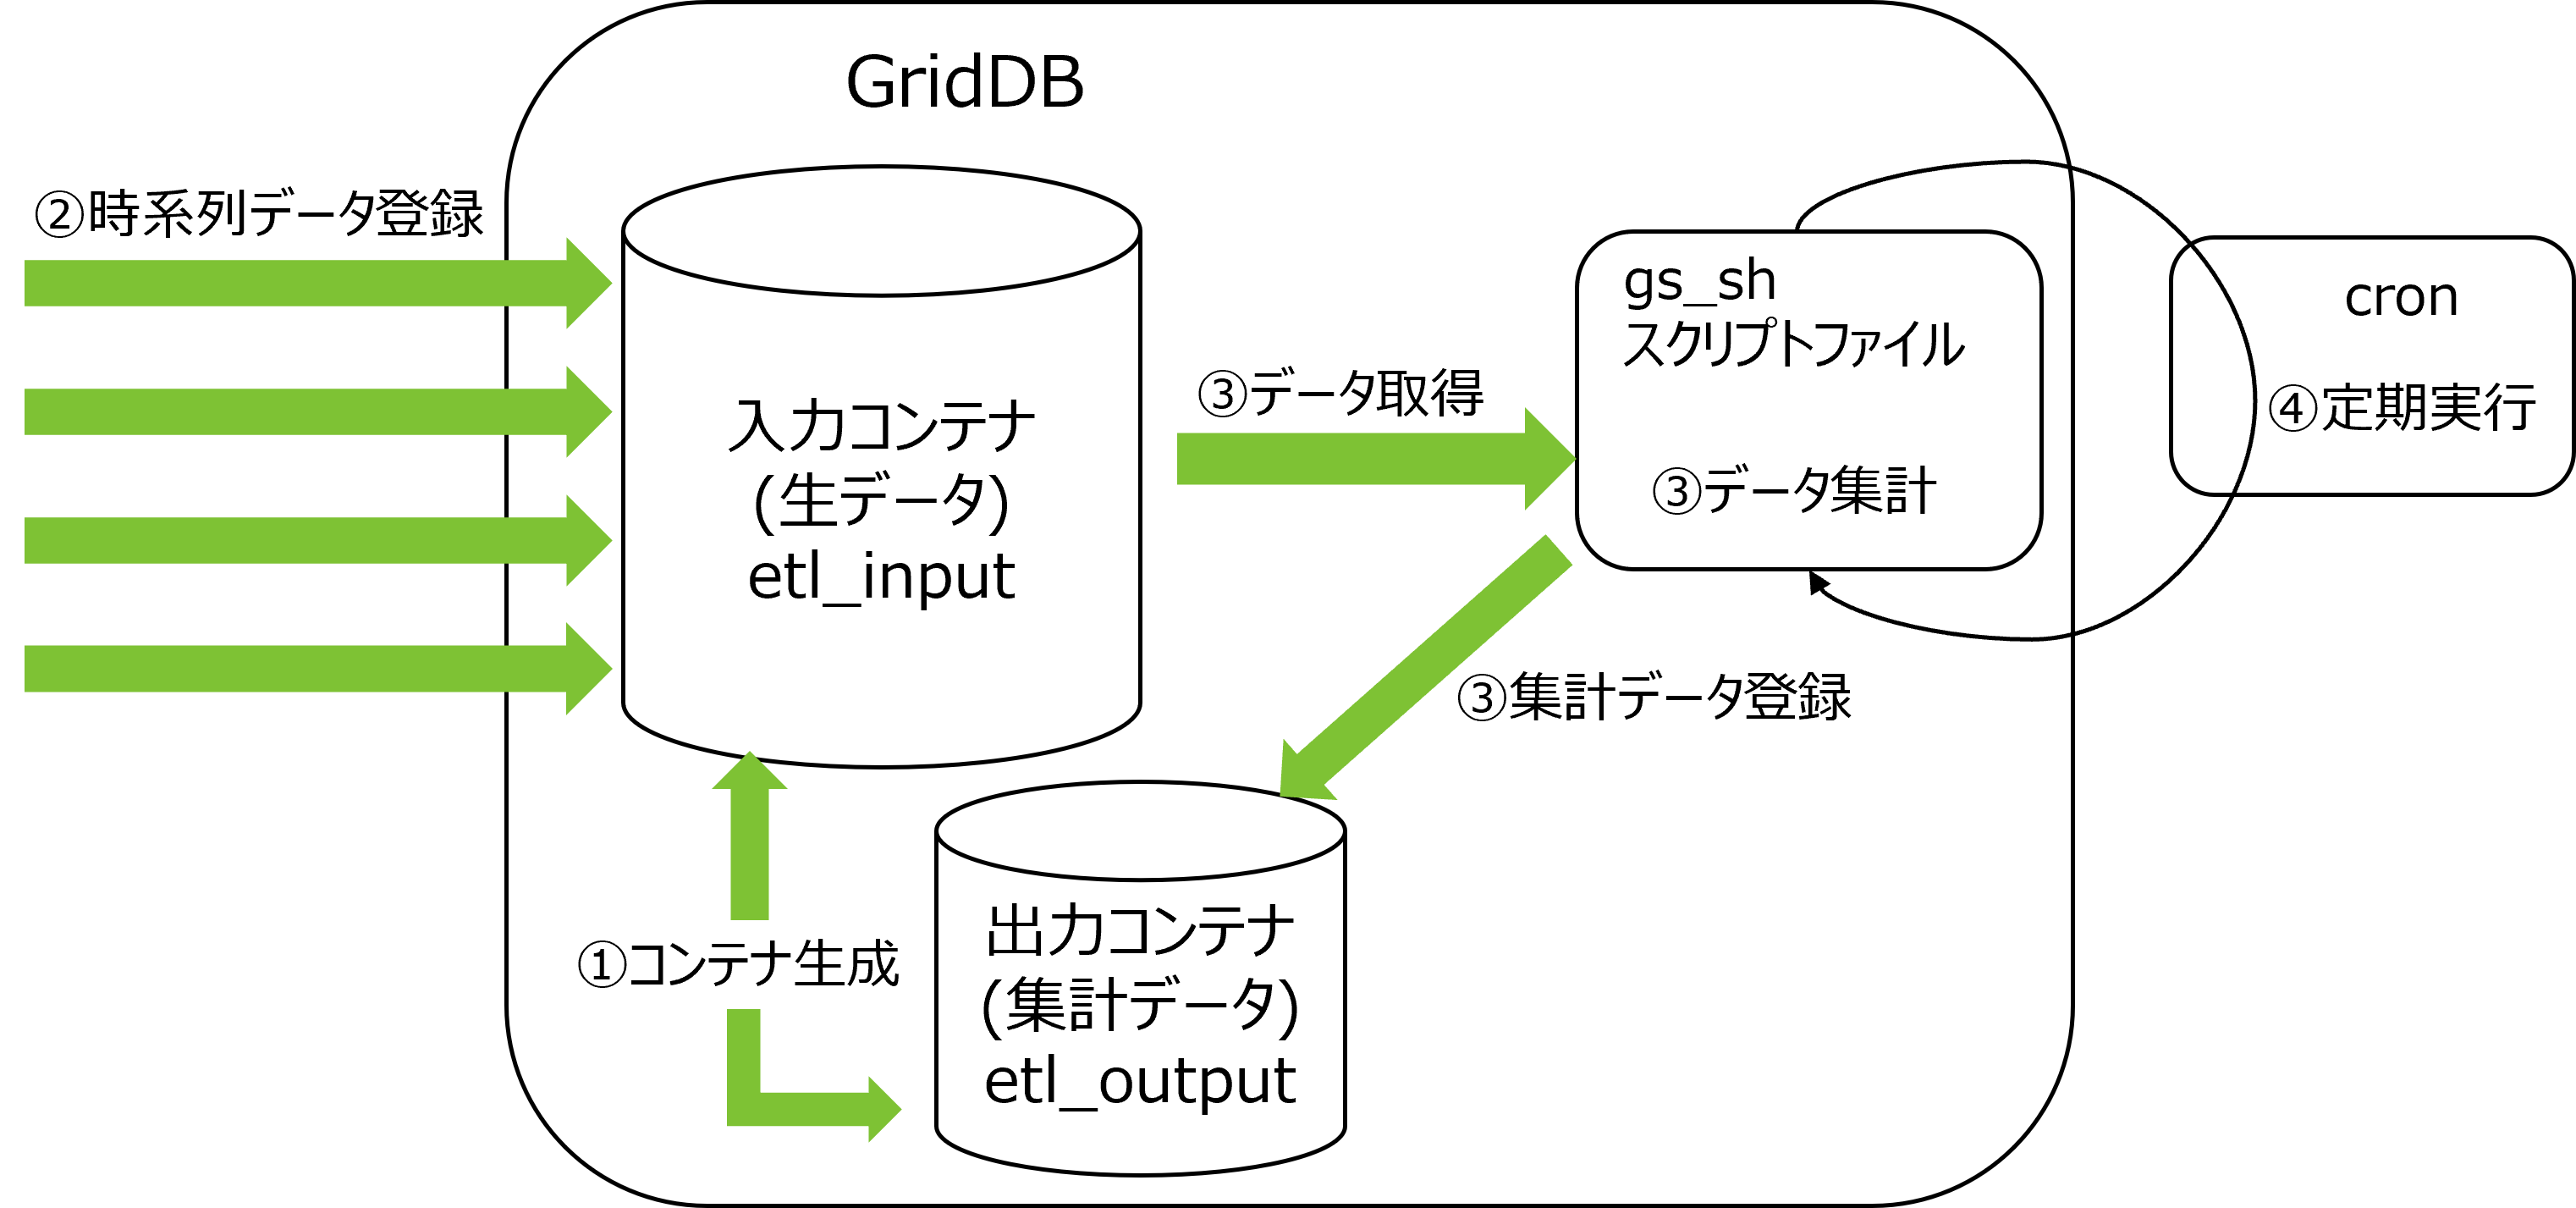 GridDB
②時系列データ登録
入力コンテナ
(生データ)
etl_input
③データ取得
gs_sh
スクリプトファイル
③データ集計
cron
④定期実行
③集計データ登録
①コンテナ生成
出力コンテナ
(集計データ)
etl_output